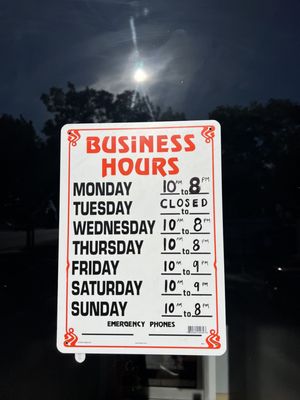 BUSINESS
HOURS
MONDAY 10AM to 8PM
TUESDAY CLOSED to
WEDNESDAY 10AM to 8PM
THURSDAY 10AM to 8PM
FRIDAY 10AM to 9PM
SATURDAY 10AM to 9PM
SUNDAY 10AM to 8PM
EMERGENCY PHONES